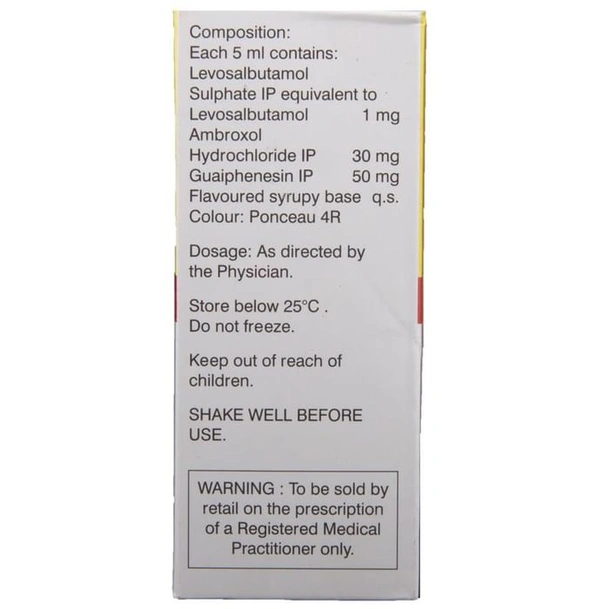 Composition:
Each 5 ml contains:
Levosalbutamol
Sulphate IP equivalent to
Levosalbutamol 1 mg
Ambroxol
Hydrochloride IP 30 mg
Guaiphenesin IP 50 mg
Flavoured syrupy base q.s.
Colour: Ponceau 4R
Dosage: As directed by
the Physician.
Store below 25°C .
Do not freeze.
Keep out of reach of
children.
SHAKE WELL BEFORE
USE.
WARNING : To be sold by
retail on the prescription
of a Registered Medical
Practitioner only.